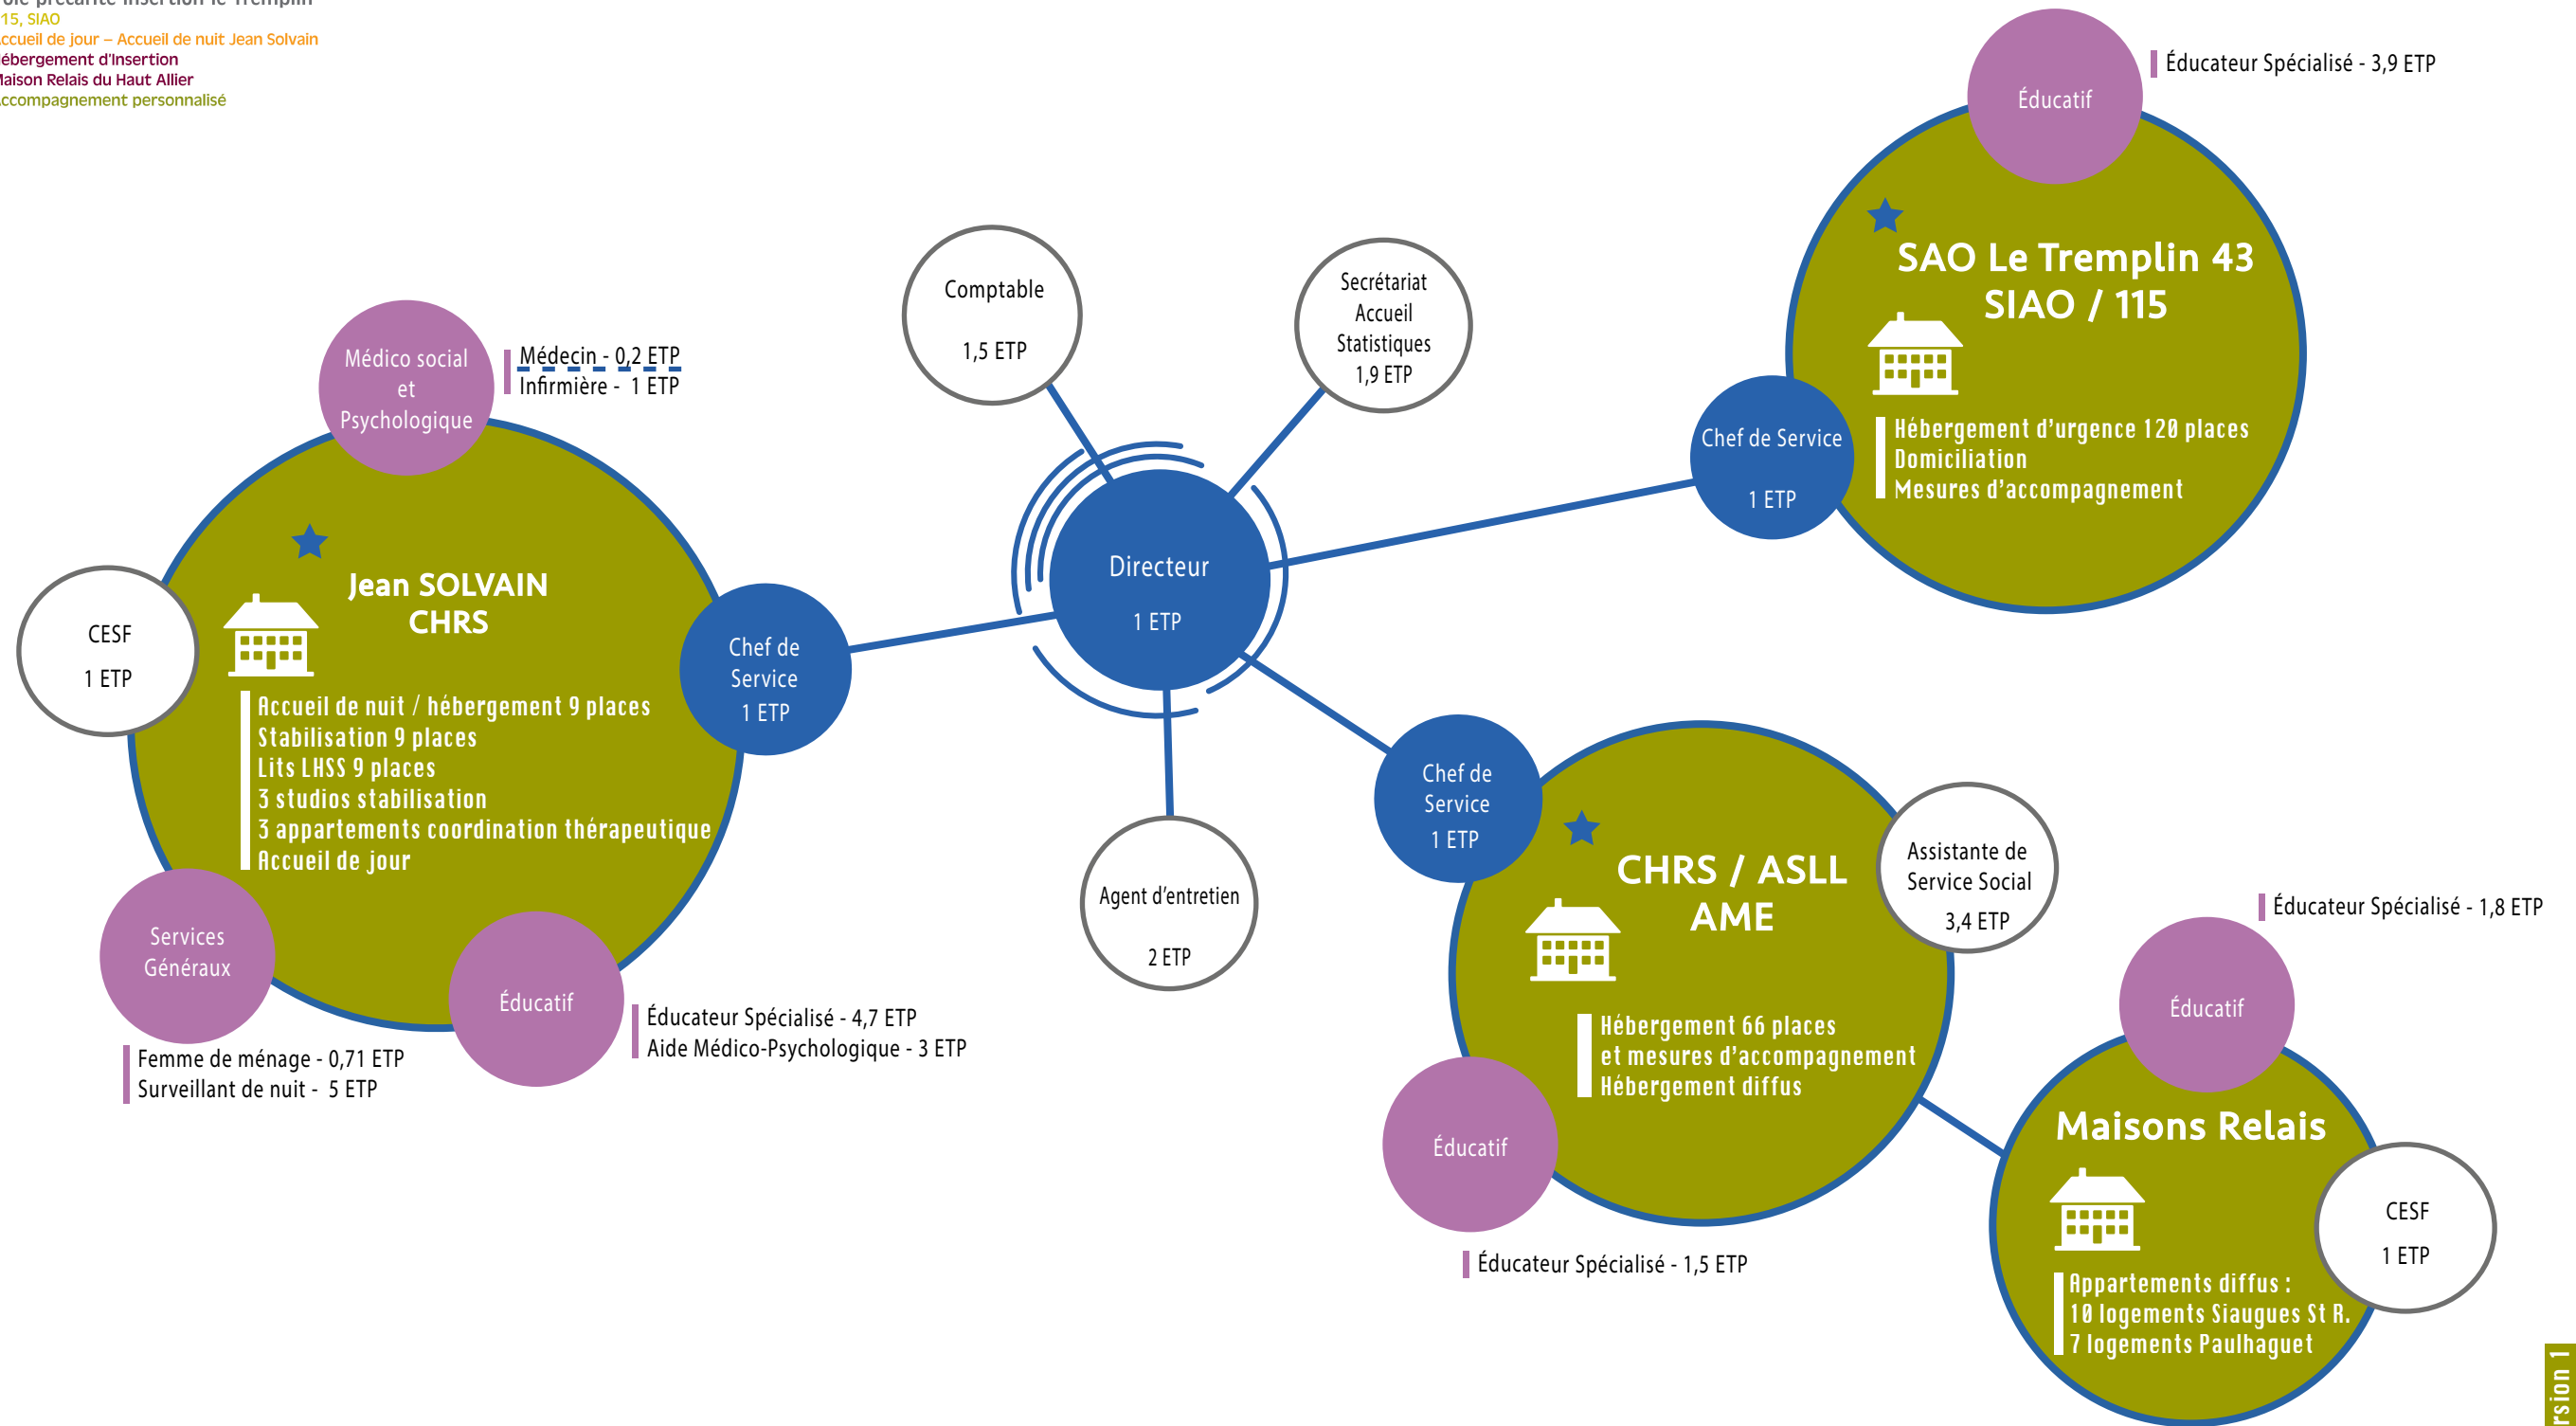 précarité insertion le Tremplin
15, SIAO
ccueil de jour – Accueil de nuit Jean Solvain
ébergement d'Insertion
aison Relais du Haut Allier
ccompagnement personnalisé
Éducatif
Éducateur Spécialisé - 3,9 ETP
SAO Le Tremplin 43
SIAO / 115
Chef de Service
1 ETP
Hébergement d'urgence 120 places
Domiciliation
Mesures d'accompagnement
Comptable
1,5 ETP
Secrétariat
Accueil
Statistiques
1,9 ETP
Médico social
et
Psychologique
Médecin - 0,2 ETP
Infirmière - 1 ETP
Directeur
1 ETP
Jean SOLVAIN
CHRS
CESF
1 ETP
Chef de
Service
1 ETP
Accueil de nuit / hébergement 9 places
Stabilisation 9 places
Lits LHSS 9 places
3 studios stabilisation
3 appartements coordination thérapeutique
Accueil de jour
Services
Généraux
Femme de ménage - 0,71 ETP
Surveillant de nuit - 5 ETP
Éducatif
Éducateur Spécialisé - 4,7 ETP
Aide Médico-Psychologique - 3 ETP
Agent d'entretien
2 ETP
Chef de
Service
1 ETP
CHRS / ASLL
AME
Assistante de
Service Social
3,4 ETP
Hébergement 66 places
et mesures d'accompagnement
Hébergement diffus
Éducatif
Éducateur Spécialisé - 1,5 ETP
Éducateur Spécialisé - 1,8 ETP
Éducatif
Maisons Relais
CESF
1 ETP
Appartements diffus :
10 logements Siaugues St R.
7 logements Paulhaguet
rsion 1